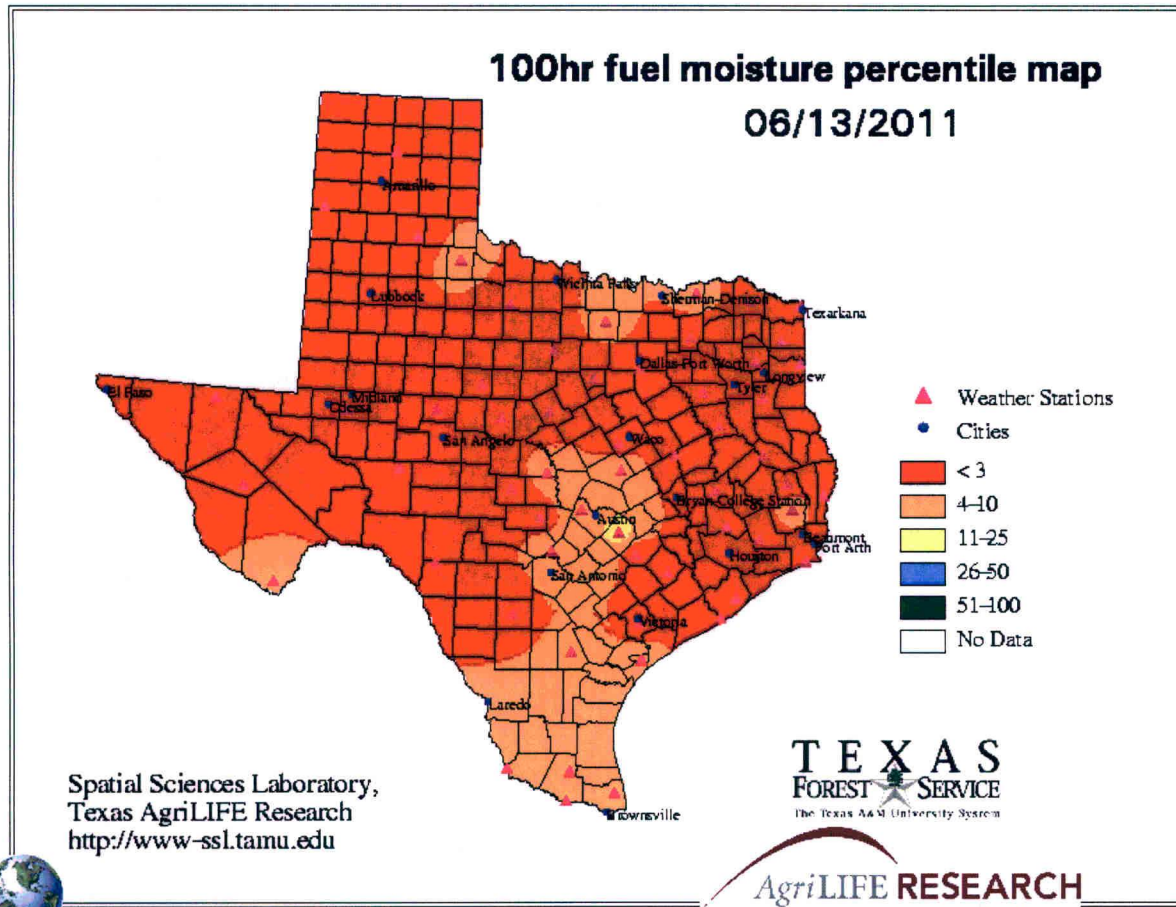 100hr fuel moisture percentile map
06/13/2011
Amarillo
Lubbock
Wichita Falls
Sherman-Denison
Texarkana
Dallas-Fort Worth
Longview
Tyler
El Paso
Midland
Odessa
San Angelo
Waco
Bryan-College Station
Austin
Beaumont
Port Arth
Houston
San Antonio
Victoria
Laredo
Brownsville
Weather Stations
Cities
< 3
4-10
11-25
26-50
51-100
No Data
Spatial Sciences Laboratory,
Texas AgriLIFE Research
http://www-ssl.tamu.edu
TEXAS
FOREST SERVICE
The Texas A&M University System
AgriLIFE RESEARCH